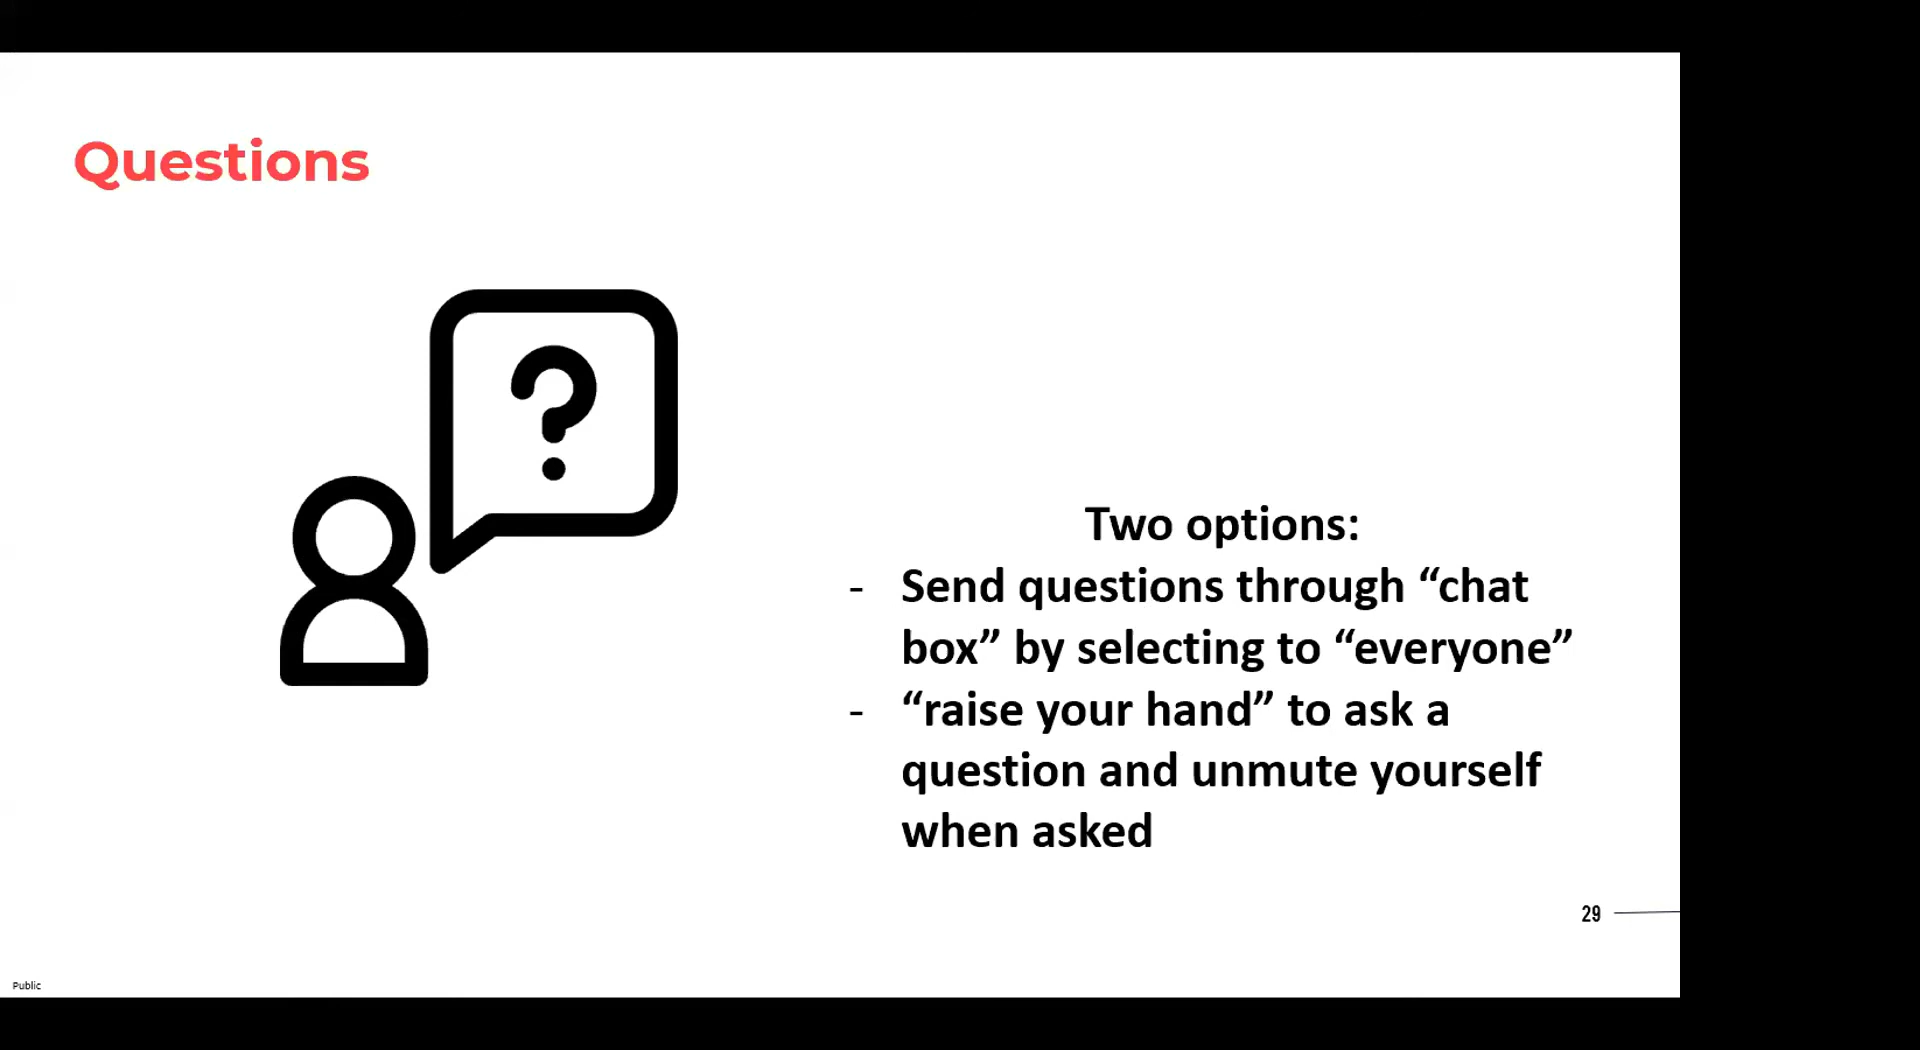 Questions
?
Two options:
- Send questions through “chat
box” by selecting to “everyone”
- “raise your hand” to ask a
question and unmute yourself
when asked
29
Public